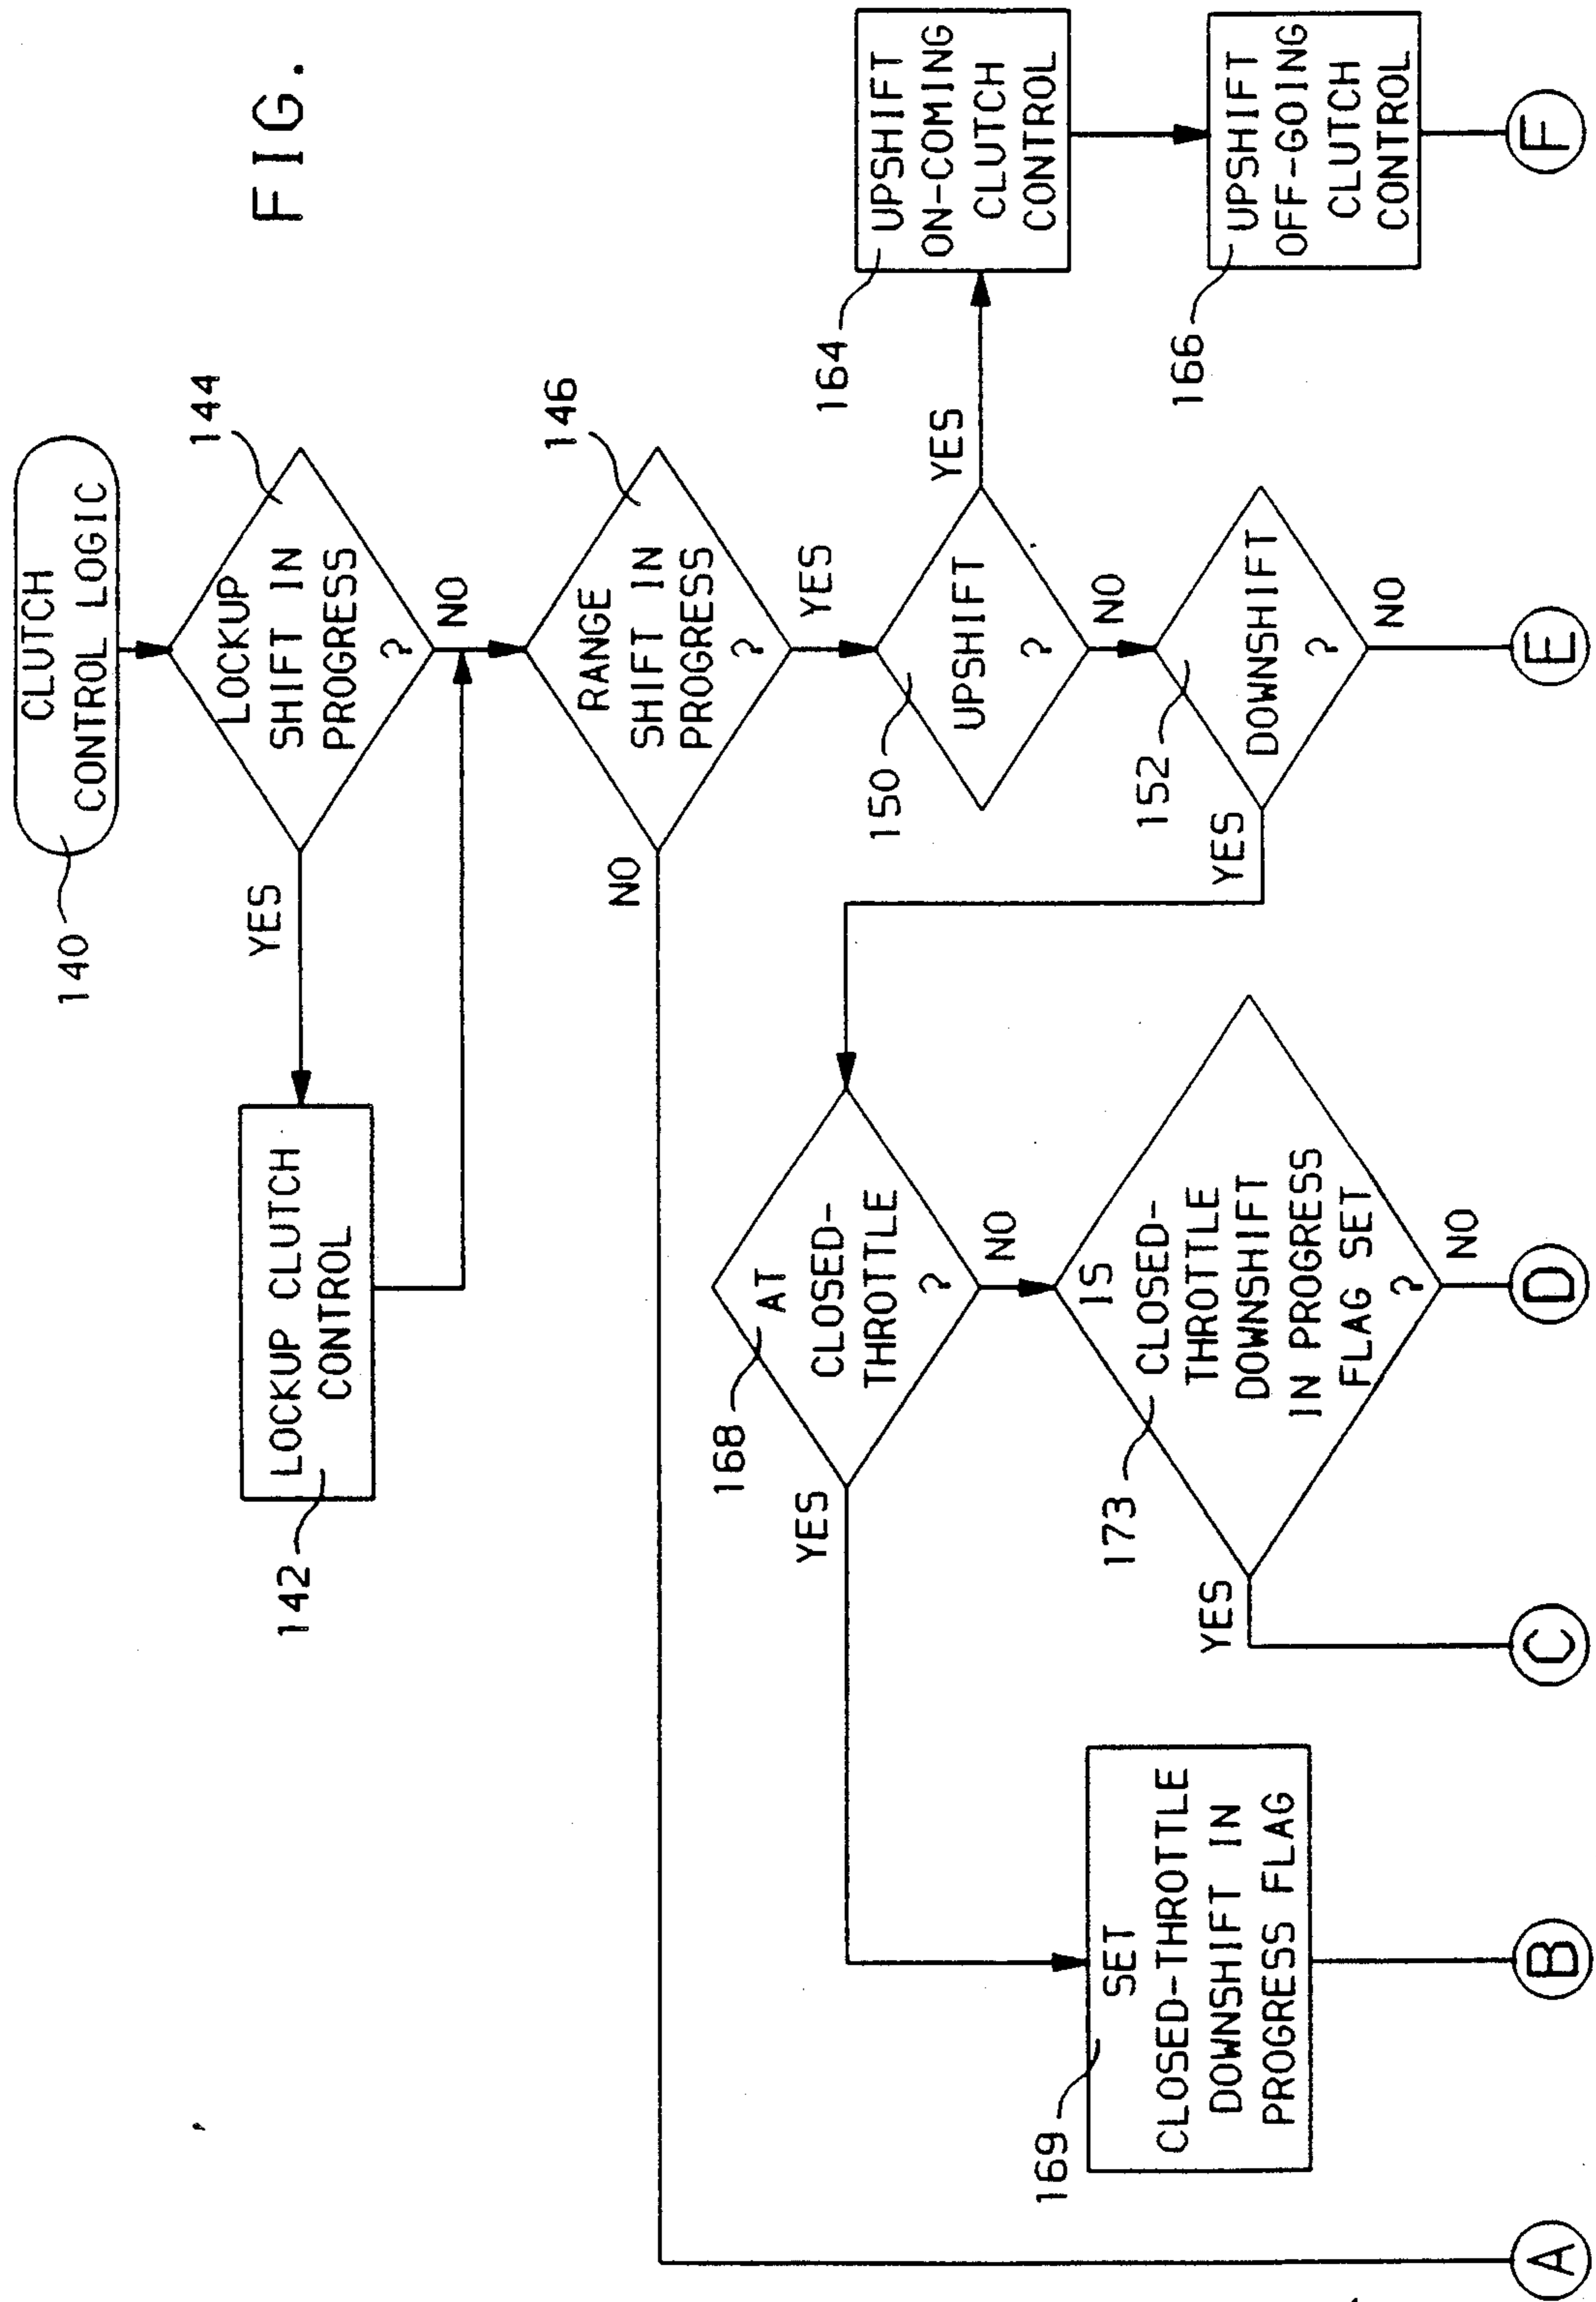 FIG.
CLUTCH
CONTROL LOGIC
140
LOCKUP
SHIFT IN
PROGRESS
?
144
YES
NO
LOCKUP CLUTCH
CONTROL
142
RANGE
SHIFT IN
PROGRESS
?
146
NO
YES
UPSHIFT
?
150
YES
NO
UPSHIFT
ON-COMING
CLUTCH
CONTROL
164
UPSHIFT
OFF-GOING
CLUTCH
CONTROL
166
DOWNSHIFT
?
152
YES
NO
AT
CLOSED-
THROTTLE
?
168
YES
NO
IS
CLOSED-
THROTTLE
DOWNSHIFT
IN PROGRESS
FLAG SET
?
173
YES
NO
SET
CLOSED-THROTTLE
DOWNSHIFT IN
PROGRESS FLAG
169
A
B
C
D
E
F